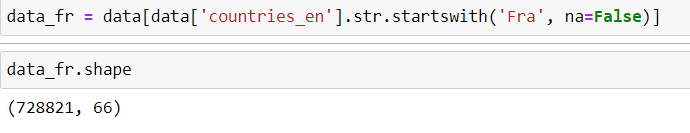 data_fr = data[data['countries_en'].str.startswith('Fra', na=False)]
data_fr.shape
(728821, 66)